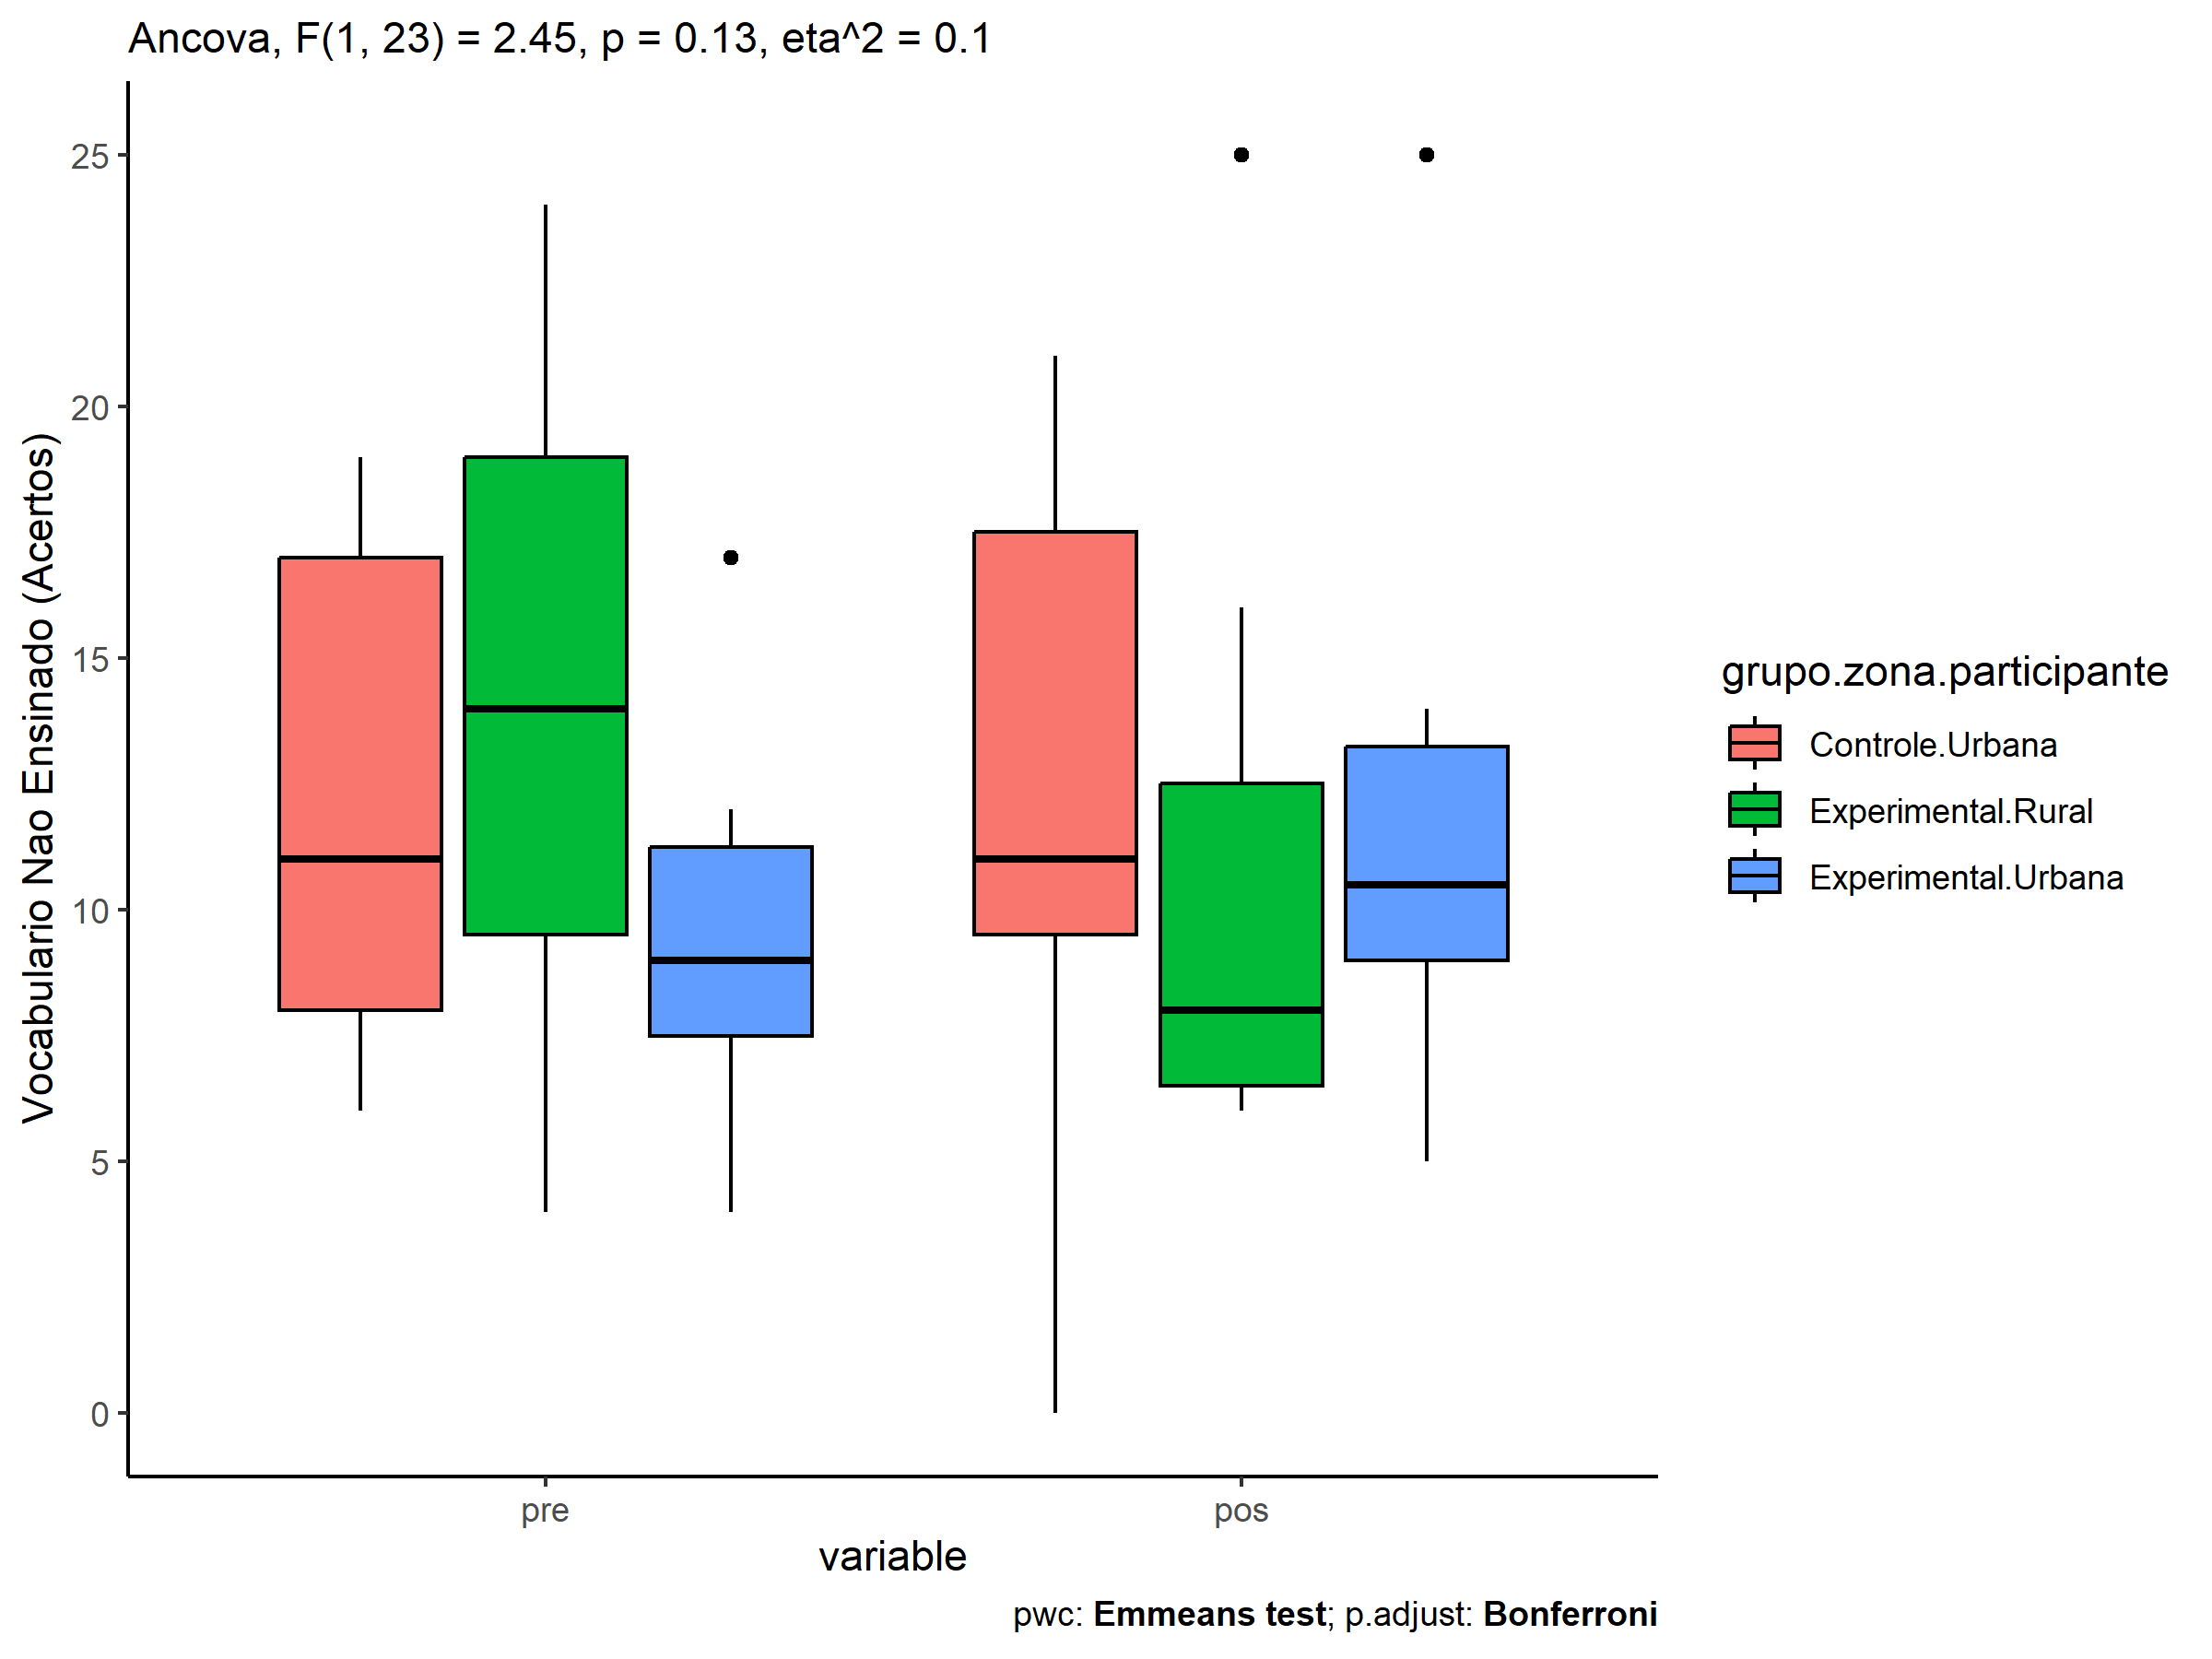 Ancova, F(1, 23) = 2.45, p = 0.13, eta^2 = 0.1
Vocabulario Nao Ensinado (Acertos)
25
20
15
10
5
0
pre
pos
variable
grupo.zona.participante
Controle.Urbana
Experimental.Rural
Experimental.Urbana
pwc: Emmeans test; p.adjust: Bonferroni